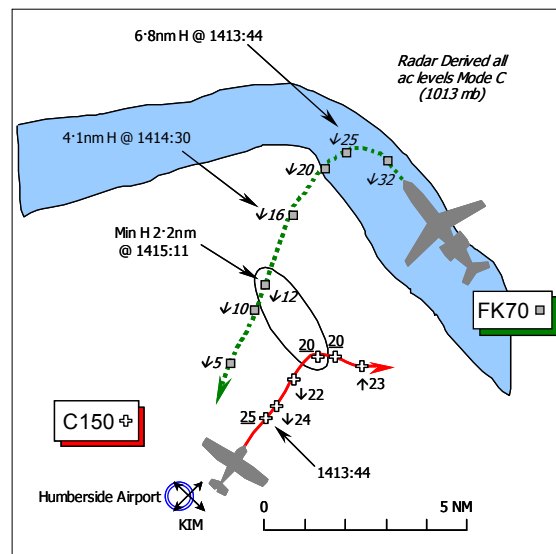 6·8nm H @ 1413:44
Radar Derived all
ac levels Mode C
(1013 mb)
4·1nm H @ 1414:30
↓25
↓20
↓32
↓16
Min H 2·2nm
@ 1415:11
↓12
↓10
FK70
20 20
↓5
↑23
↓22
C150
25 ↓24
1413:44
Humberside Airport
KIM
0 5 NM